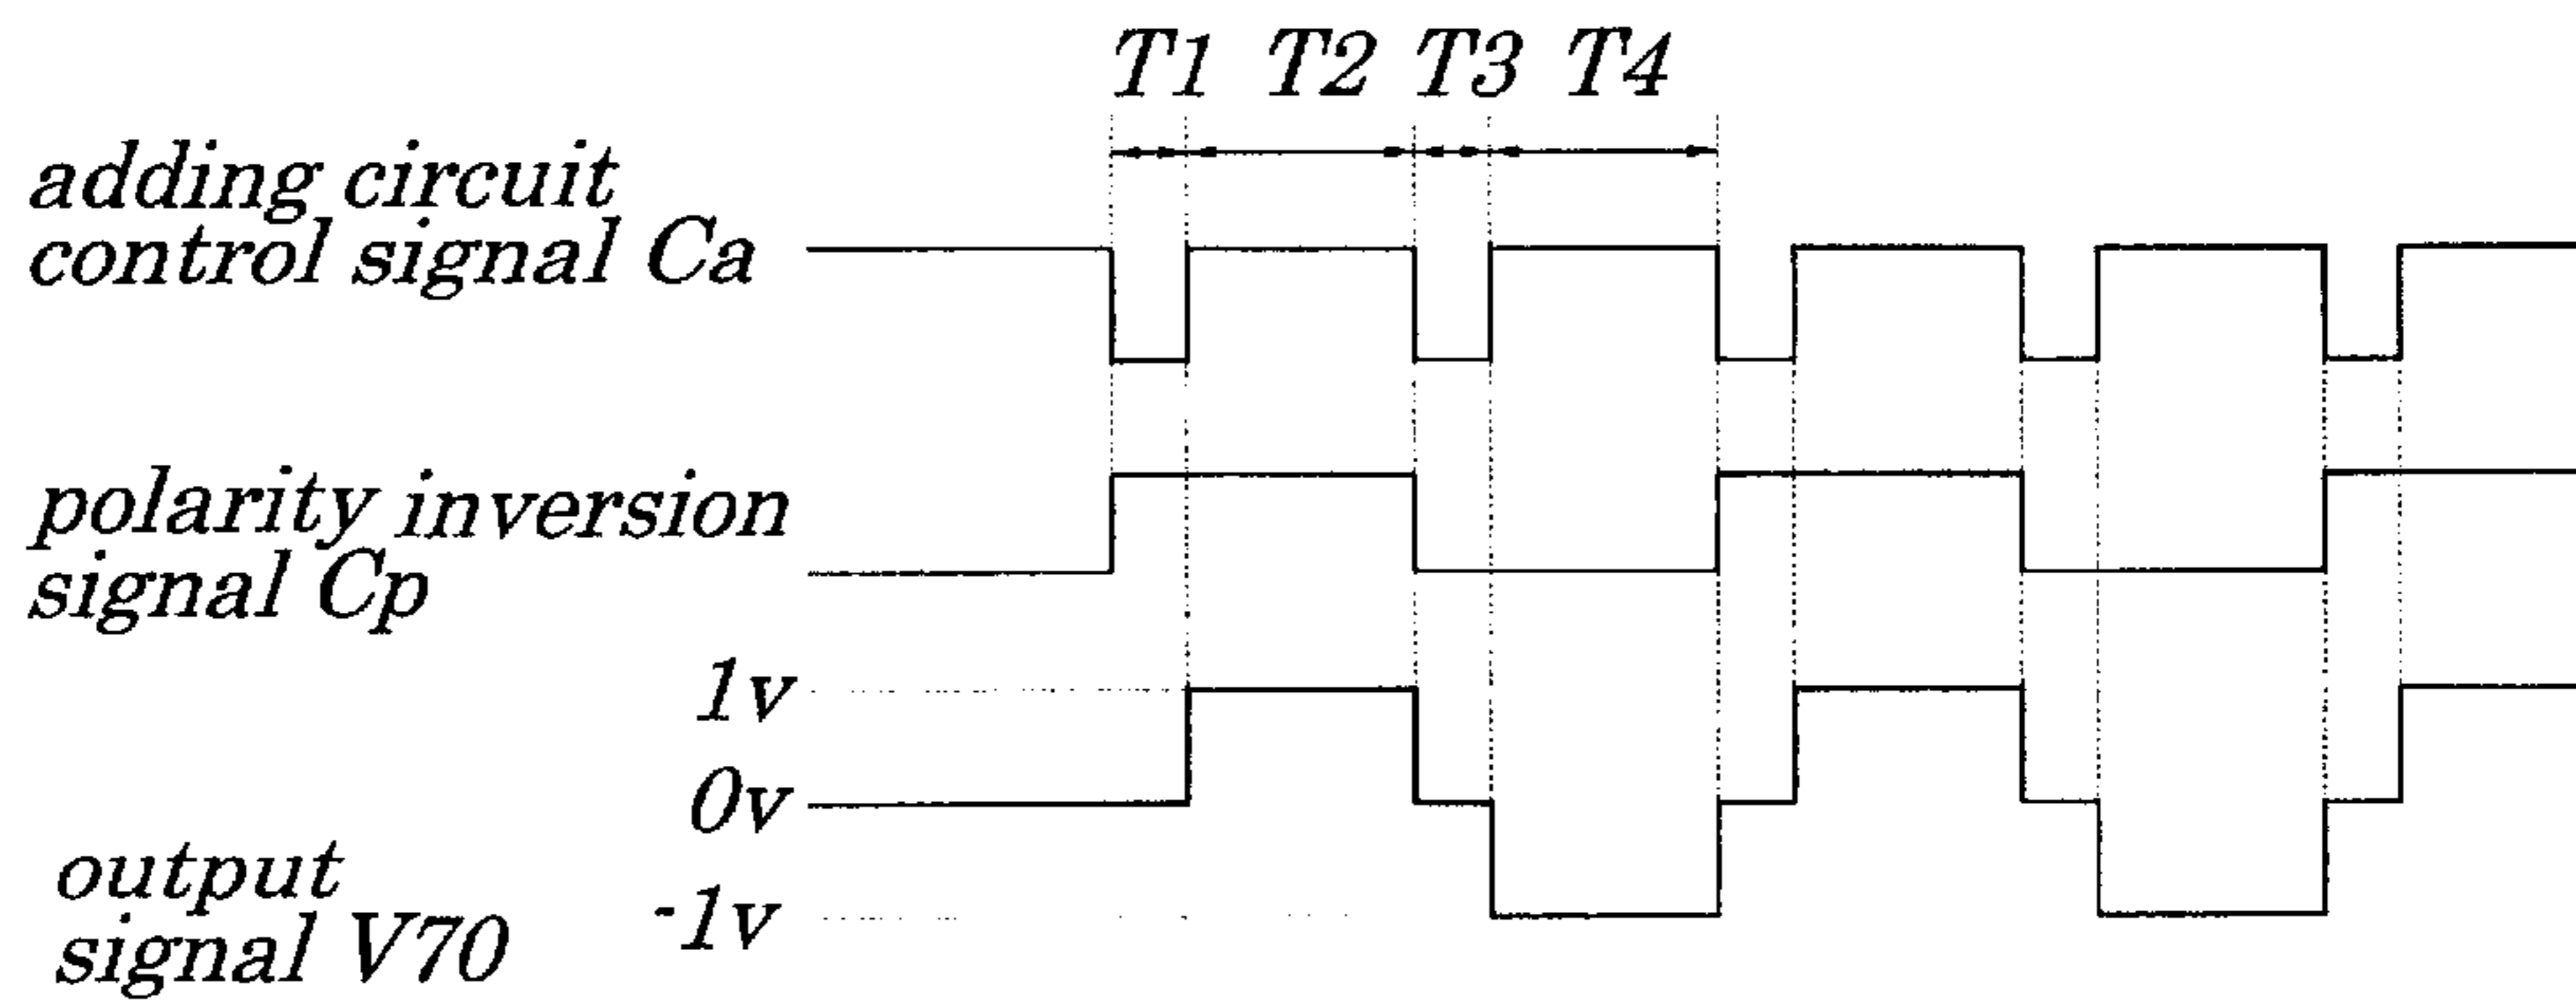 T1 T2 T3 T4
adding circuit
control signal Ca
polarity inversion
signal Cp
1v
0v
output
signal V70
-1v